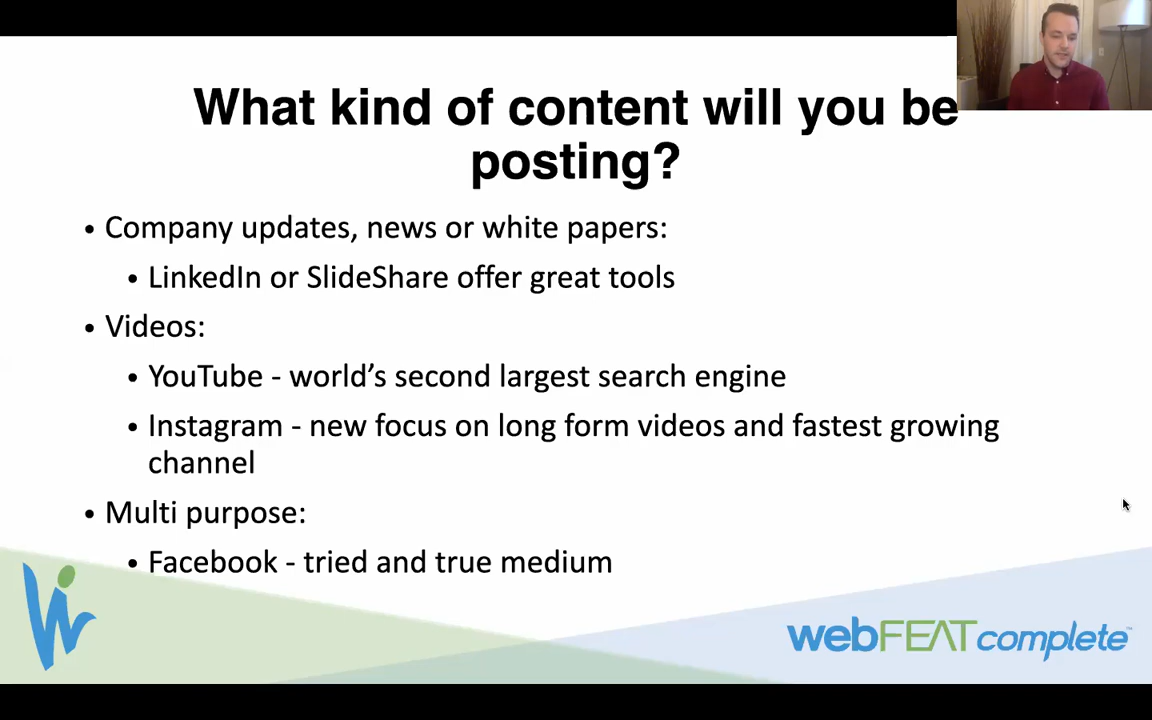 What kind of content will you be
posting?
• Company updates, news or white papers:
• LinkedIn or SlideShare offer great tools
• Videos:
• YouTube - world’s second largest search engine
• Instagram - new focus on long form videos and fastest growing
channel
• Multi purpose:
• Facebook - tried and true medium
webFEAT complete™